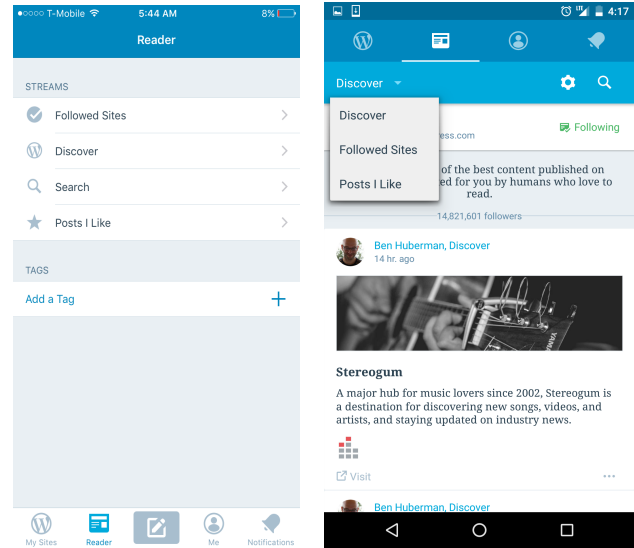 T-Mobile 5:44 AM 8%
Reader
STREAMS
Followed Sites
Discover
Search
Posts I Like
TAGS
Add a Tag
My Sites Reader Me Notifications
LTE 4:17
Discover
Discover
Followed Sites
Posts I Like
ess.com
Following
of the best content published on
ed for you by humans who love to
read.
14,821,601 followers
Ben Huberman, Discover
14 hr. ago
YAMA
Stereogum
A major hub for music lovers since 2002, Stereogum is
a destination for discovering new songs, videos, and
artists, and staying updated on industry news.
Visit
Ben Huberman, Discover